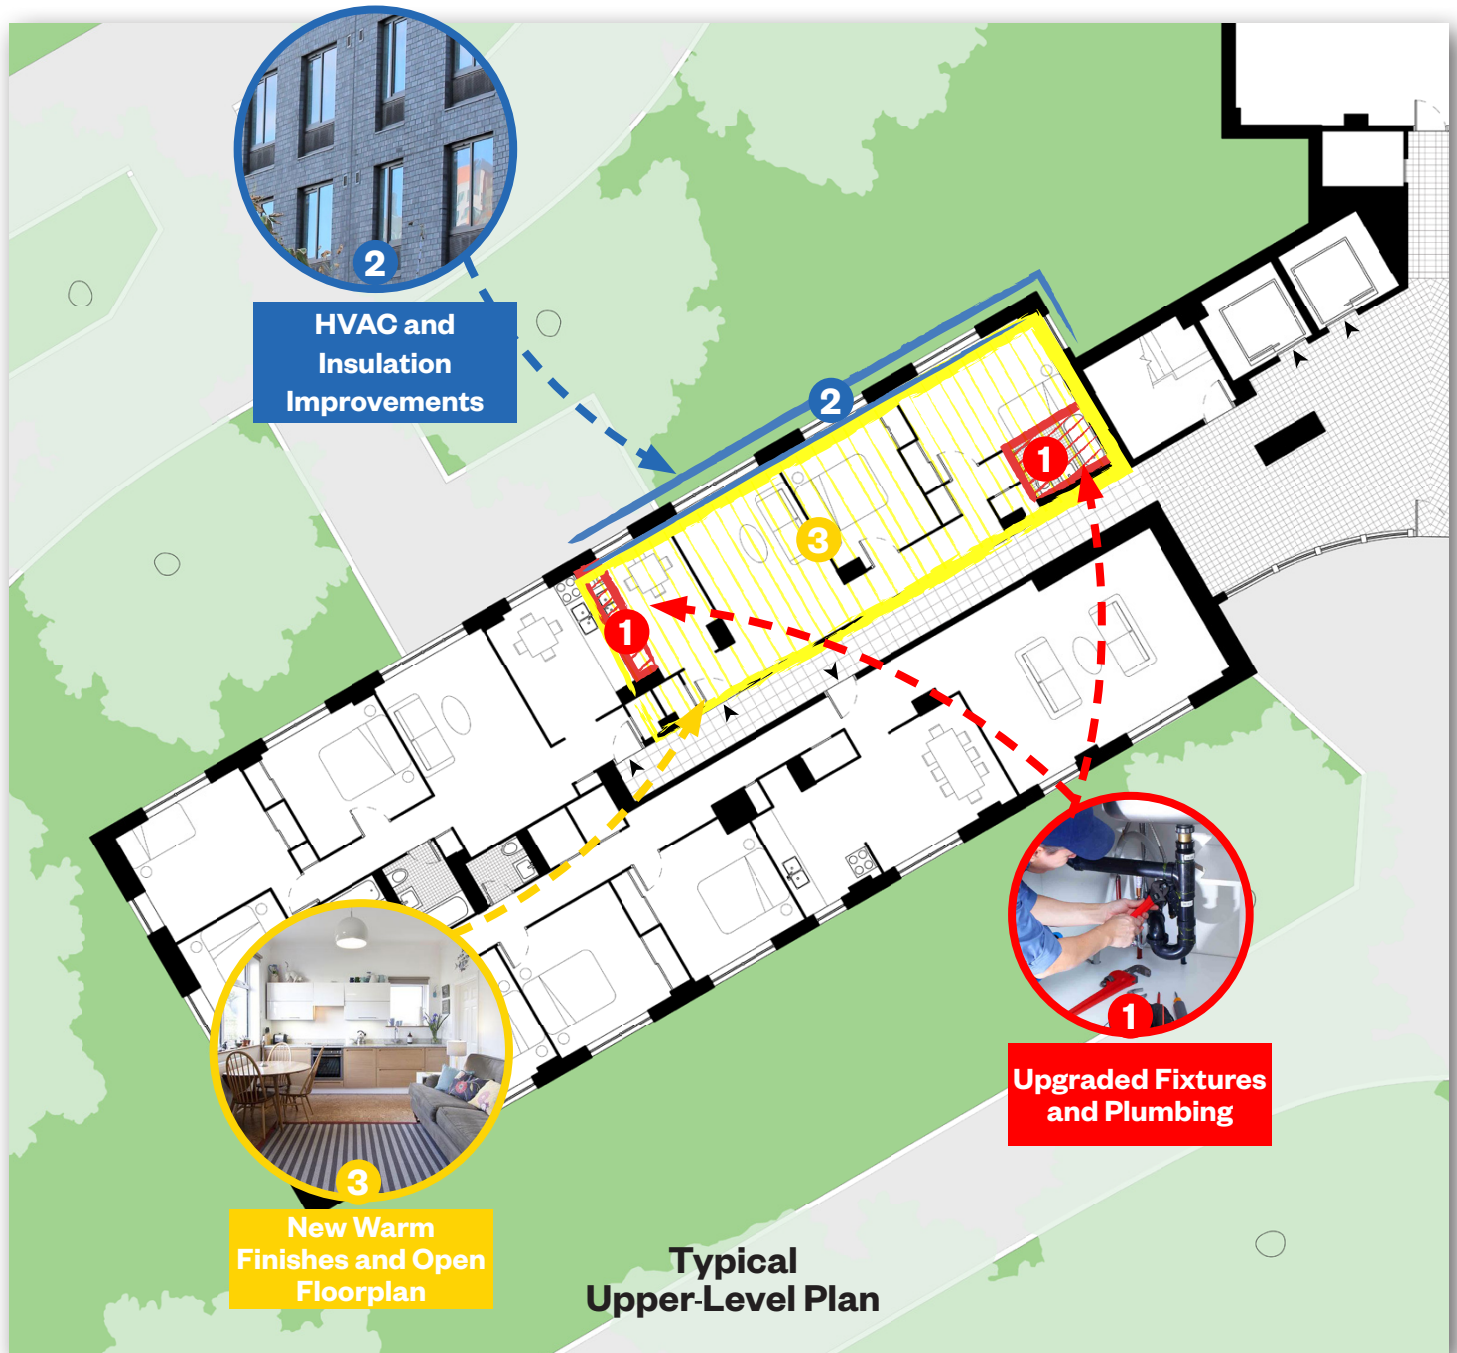 2
HVAC and
Insulation
Improvements
2
1
3
1
1
Upgraded Fixtures
and Plumbing
3
New Warm
Finishes and Open
Floorplan
Typical
Upper-Level Plan